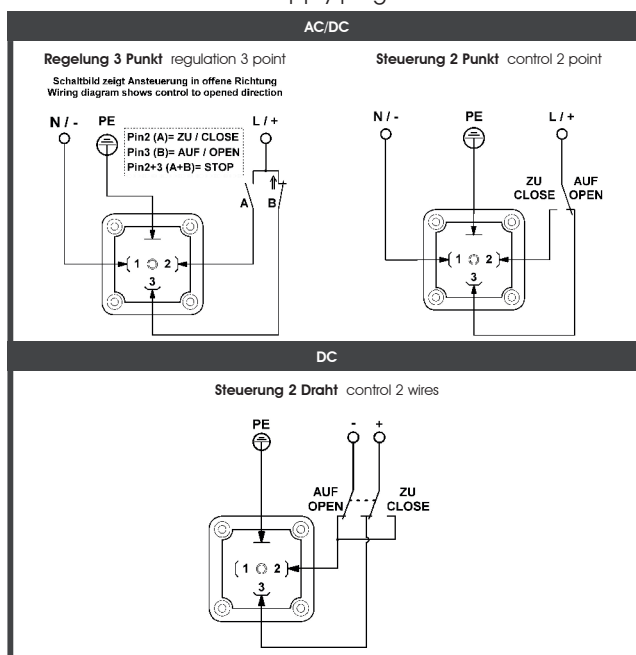 AC/DC
Regelung 3 Punkt regulation 3 point
Schaltbild zeigt Ansteuerung in offene Richtung
Wiring diagram shows control to opened direction
N / -
PE
L / +
Pin2 (A)= ZU / CLOSE
Pin3 (B)= AUF / OPEN
Pin2+3 (A+B)= STOP
A
B
1
2
3
Steuerung 2 Punkt control 2 point
N / -
PE
L / +
ZU
CLOSE
AUF
OPEN
1
2
3
DC
Steuerung 2 Draht control 2 wires
PE
-
+
AUF
OPEN
ZU
CLOSE
1
2
3